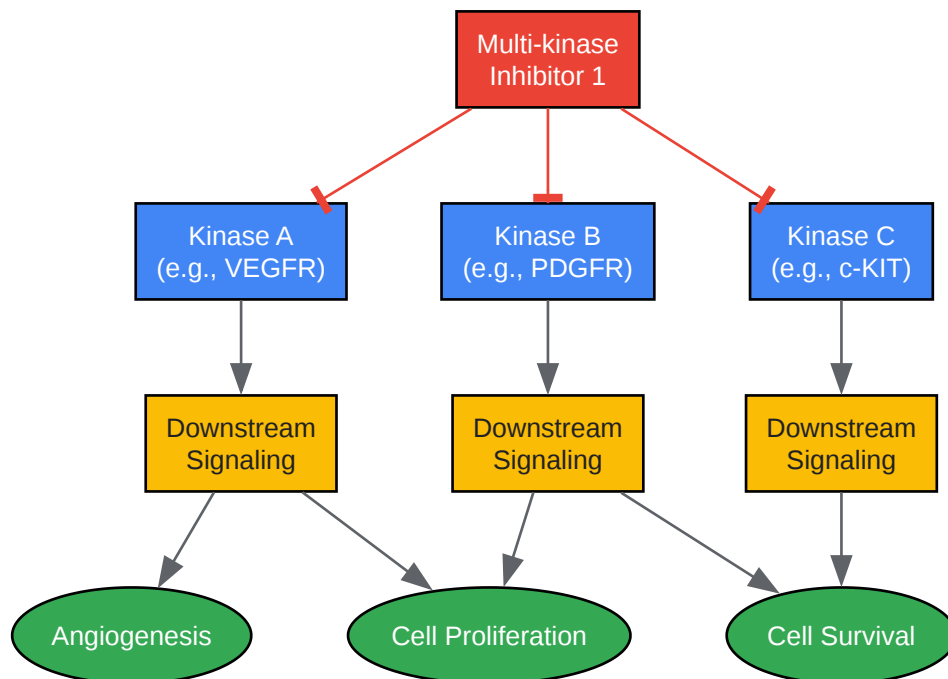 Multi-kinase
Inhibitor 1
Kinase A
(e.g., VEGFR)
Kinase B
(e.g., PDGFR)
Kinase C
(e.g., c-KIT)
Downstream
Signaling
Downstream
Signaling
Downstream
Signaling
Angiogenesis
Cell Proliferation
Cell Survival